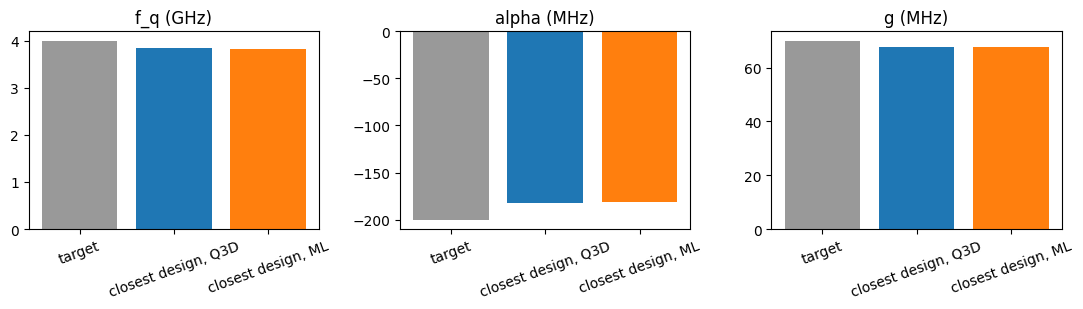 f_q (GHz)
4
3
2
1
0
target
closest design, Q3D
closest design, ML
alpha (MHz)
0
−50
−100
−150
−200
target
closest design, Q3D
closest design, ML
g (MHz)
60
40
20
0
target
closest design, Q3D
closest design, ML